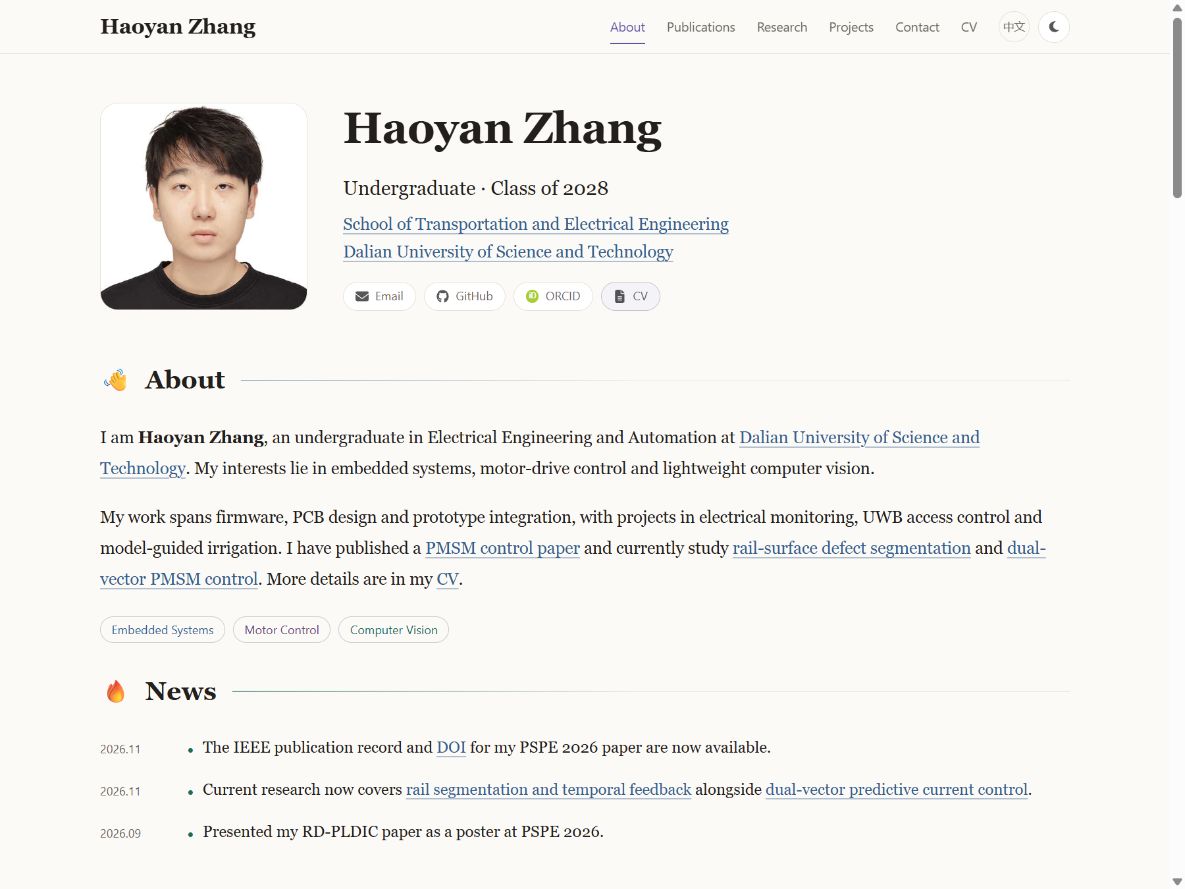 Haoyan Zhang
About Publications Research Projects Contact CV 中文
Haoyan Zhang
Undergraduate · Class of 2028
School of Transportation and Electrical Engineering
Dalian University of Science and Technology
Email GitHub iD ORCID CV
About
I am Haoyan Zhang, an undergraduate in Electrical Engineering and Automation at Dalian University of Science and
Technology. My interests lie in embedded systems, motor-drive control and lightweight computer vision.
My work spans firmware, PCB design and prototype integration, with projects in electrical monitoring, UWB access control and
model-guided irrigation. I have published a PMSM control paper and currently study rail-surface defect segmentation and dual-
vector PMSM control. More details are in my CV.
Embedded Systems Motor Control Computer Vision
News
2026.11 • The IEEE publication record and DOI for my PSPE 2026 paper are now available.
2026.11 • Current research now covers rail segmentation and temporal feedback alongside dual-vector predictive current control.
2026.09 • Presented my RD-PLDIC paper as a poster at PSPE 2026.